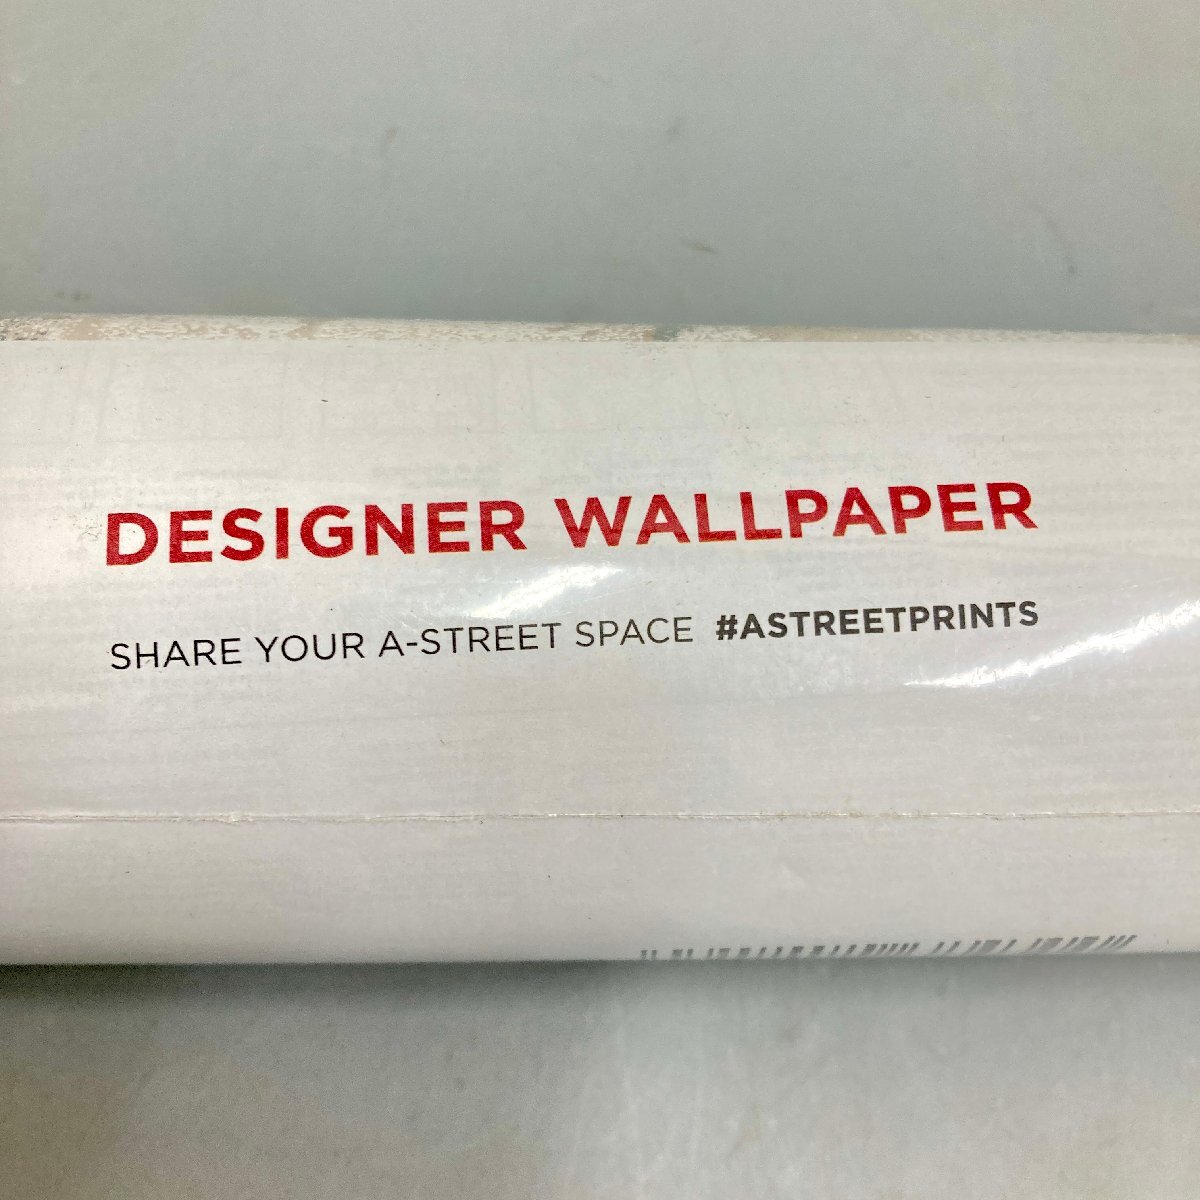 DESIGNER WALLPAPER
SHARE YOUR A-STREET SPACE #ASTREETPRINTS